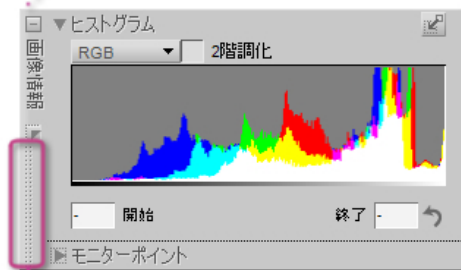 画像情報
ヒストグラム
RGB
2階調化
- 開始
終了 -
モニターポイント